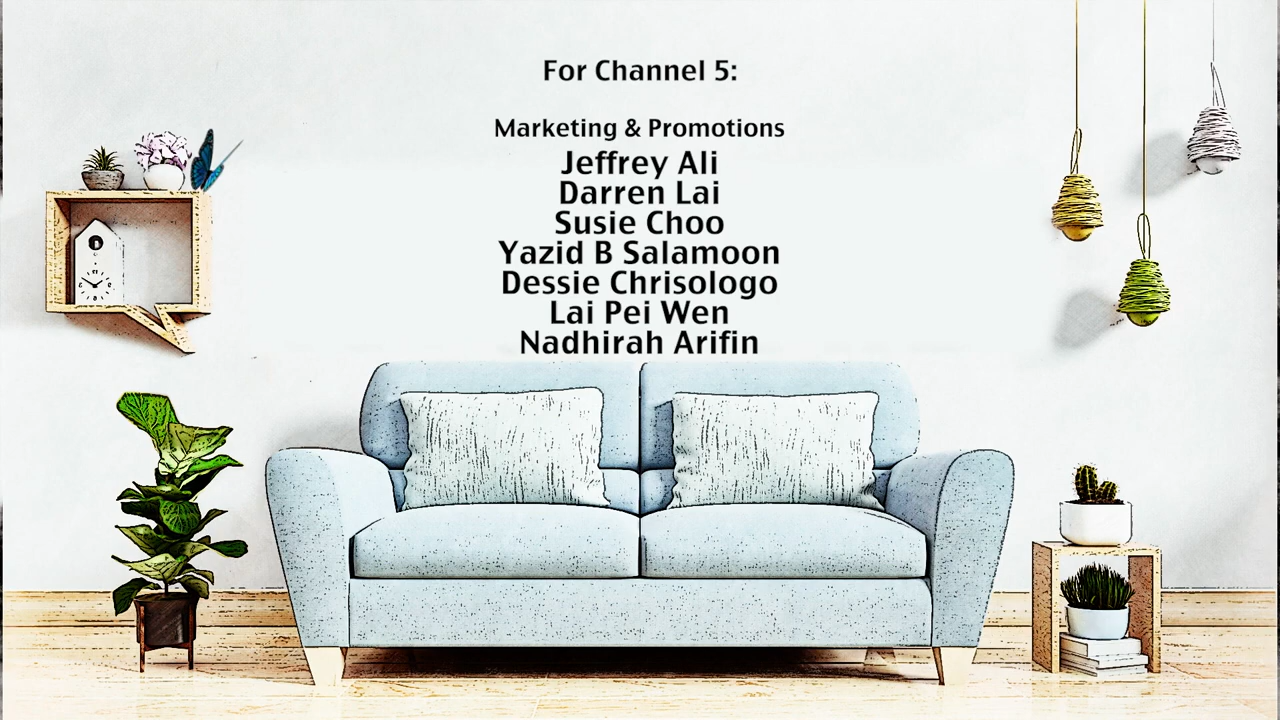 For Channel 5:
Marketing & Promotions
Jeffrey Ali
Darren Lai
Susie Choo
Yazid B Salamoon
Dessie Chrisologo
Lai Pei Wen
Nadhirah Arifin